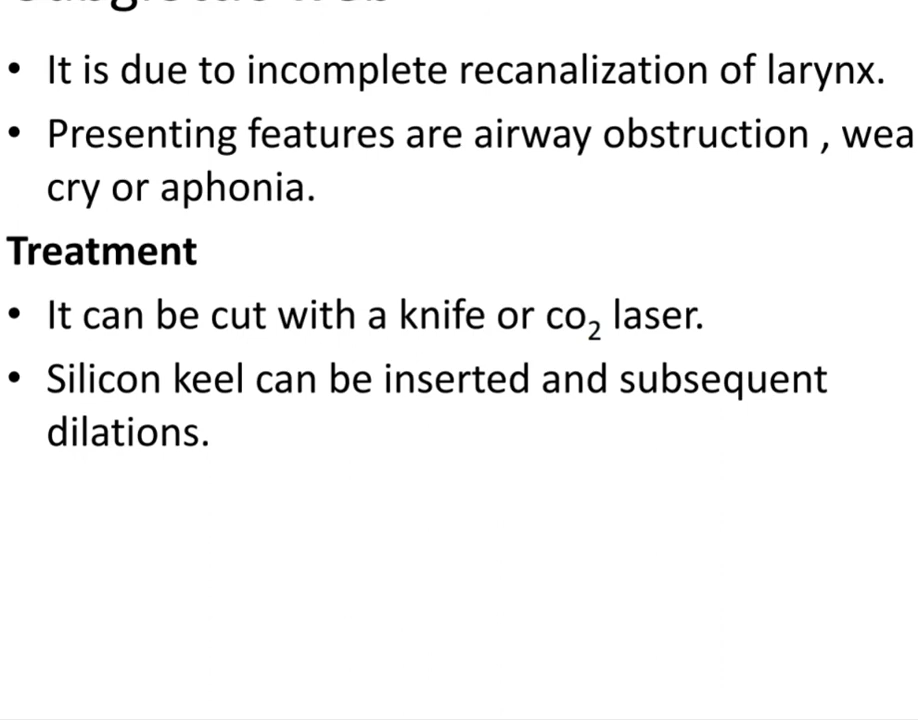 • It is due to incomplete recanalization of larynx.
• Presenting features are airway obstruction , wea
cry or aphonia.
Treatment
• It can be cut with a knife or co₂ laser.
• Silicon keel can be inserted and subsequent
dilations.